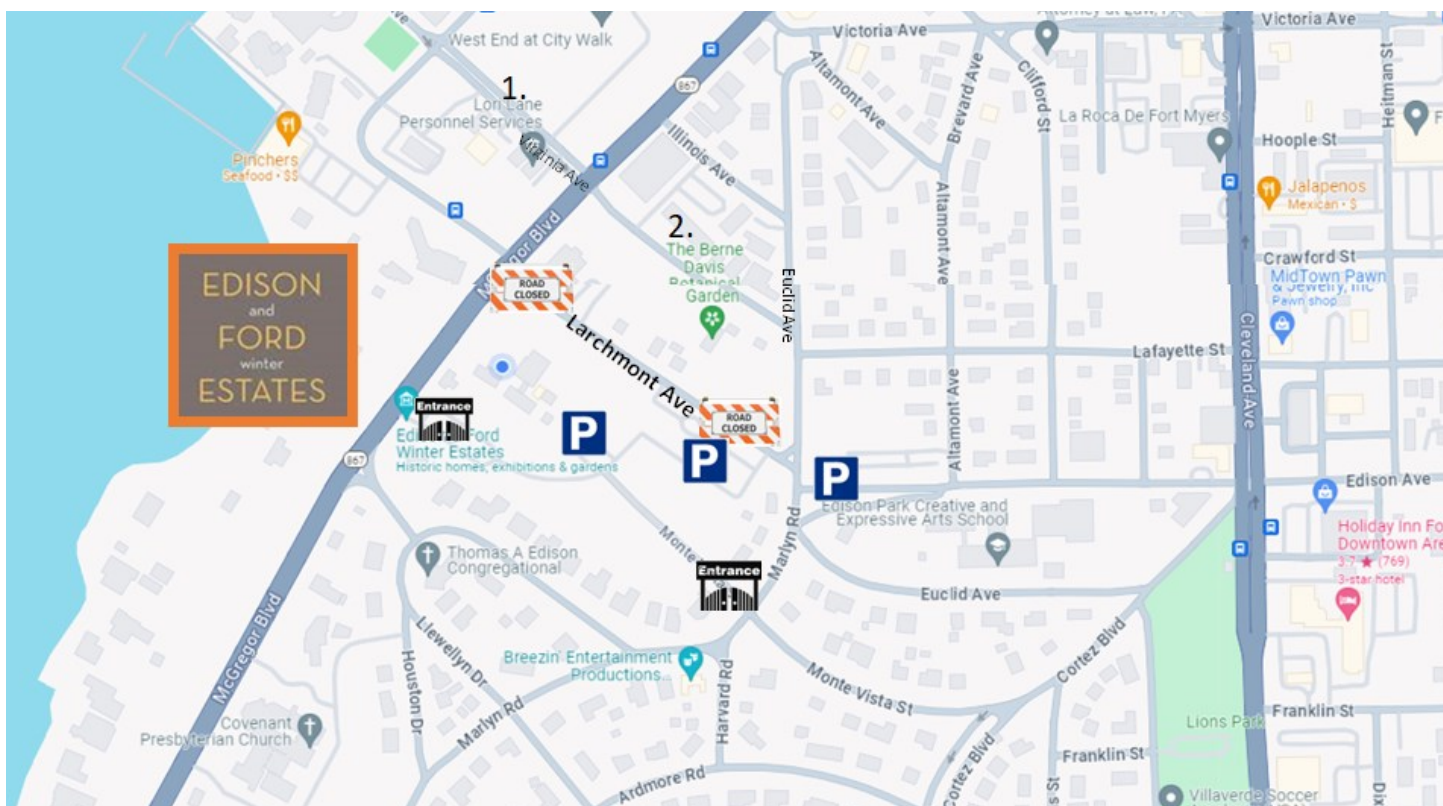 Attorney at Law, PA
Victoria Ave
Victoria Ave
West End at City Walk
867
1.
Lori Lane
Personnel Services
Virginia Ave
Illinois Ave
Altamont Ave
Brevard Ave
Clifford St
La Roca De Fort Myers
Heitman St
Hoople St
Pinchers
Seafood • $$
Jalapenos
Mexican • $
2.
The Berne
Davis
Botanical
Garden
Altamont Ave
Euclid Ave
Crawford St
MidTown Pawn
& Jewelry, Inc
Pawn shop
EDISON
and
FORD
winter
ESTATES
McGregor Blvd
ROAD
CLOSED
Larchmont Ave
Lafayette St
Cleveland Ave
Altamont Ave
Entrance
ROAD
CLOSED
P
P
P
Winter Estates
Historic homes, exhibitions & gardens
867
Edison Ave
Edison Park Creative and
Expressive Arts School
Marlyn Rd
Holiday Inn Fo
Downtown Are
3.7 ★ (769)
3-star hotel
Thomas A Edison
Congregational
Monte
Entrance
Euclid Ave
Cortez Blvd
Llewellyn Dr
Houston Dr
McGregor Blvd
Breezin' Entertainment
Productions...
Marlyn Rd
Harvard Rd
Monte Vista St
Covenant
Presbyterian Church
Cortez Blvd
Lions Park
Franklin St
Franklin St
Ardmore Rd
Villaverde Soccer